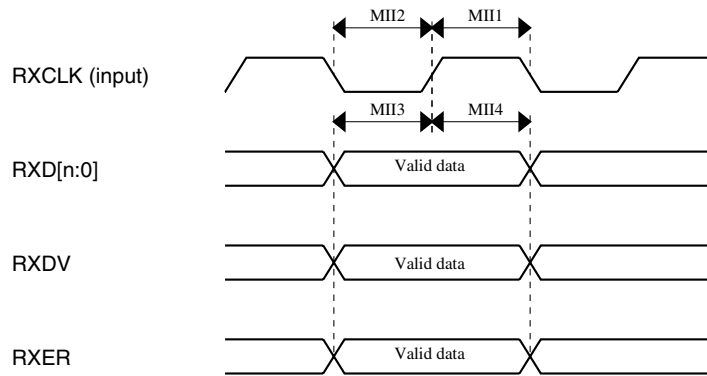 MII2 MII1
RXCLK (input)
MII3 MII4
RXD[n:0] Valid data
RXDV Valid data
RXER Valid data